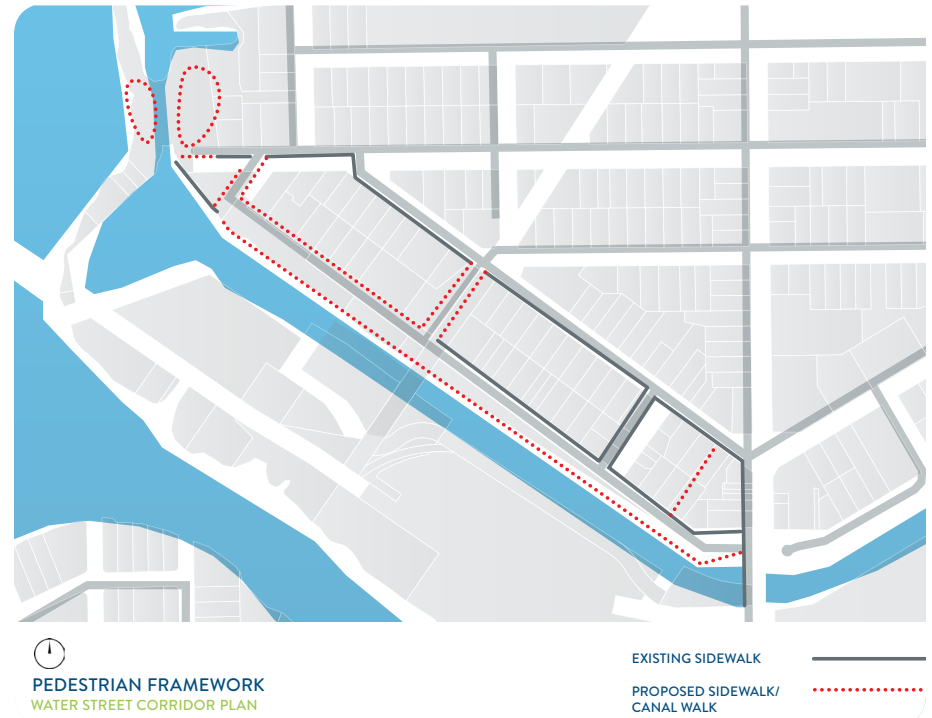 PEDESTRIAN FRAMEWORK
WATER STREET CORRIDOR PLAN
EXISTING SIDEWALK
PROPOSED SIDEWALK/
CANAL WALK